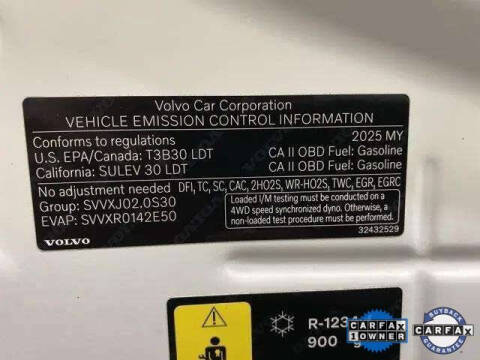 Volvo Car Corporation
VEHICLE EMISSION CONTROL INFORMATION
Conforms to regulations 2025 MY
U.S. EPA/Canada: T3B30 LDT CA II OBD Fuel: Gasoline
California: SULEV 30 LDT CA II OBD Fuel: Gasoline
No adjustment needed DFI, TC, SC, CAC, 2HO2S, WR-HO2S, TWC, EGR, EGRC
Group: SVVXJ02.0S30
EVAP: SVVXR0142E50
Loaded I/M testing must be conducted on a
4WD speed synchronized dyno. Otherwise, a
non-loaded test must be conducted.
32432529
VOLVO
R-1234
900 g
CARFAX
1 OWNER
BUYBACK
CARFAX